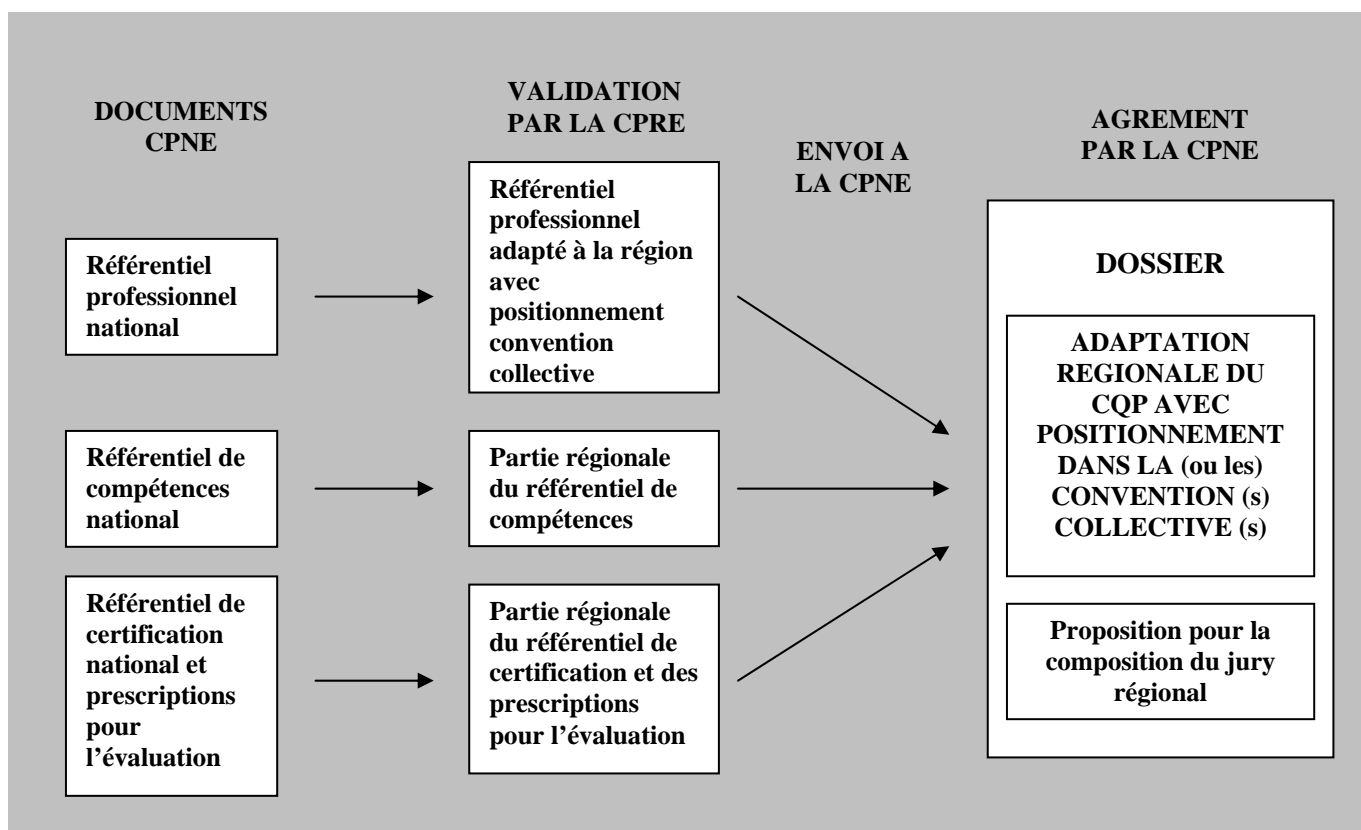 DOCUMENTS
CPNE
VALIDATION
PAR LA CPRE
ENVOI A
LA CPNE
AGREMENT
PAR LA CPNE
Référentiel
professionnel
national
Référentiel
professionnel
adapté à la région
avec
positionnement
convention
collective
DOSSIER
ADAPTATION
REGIONALE DU
CQP AVEC
POSITIONNEMENT
DANS LA (ou les)
CONVENTION (s)
COLLECTIVE (s)
Référentiel de
compétences
national
Partie régionale
du référentiel de
compétences
Référentiel de
certification
national et
prescriptions
pour
l’évaluation
Partie régionale
du référentiel de
certification et des
prescriptions
pour l’évaluation
Proposition pour la
composition du jury
régional